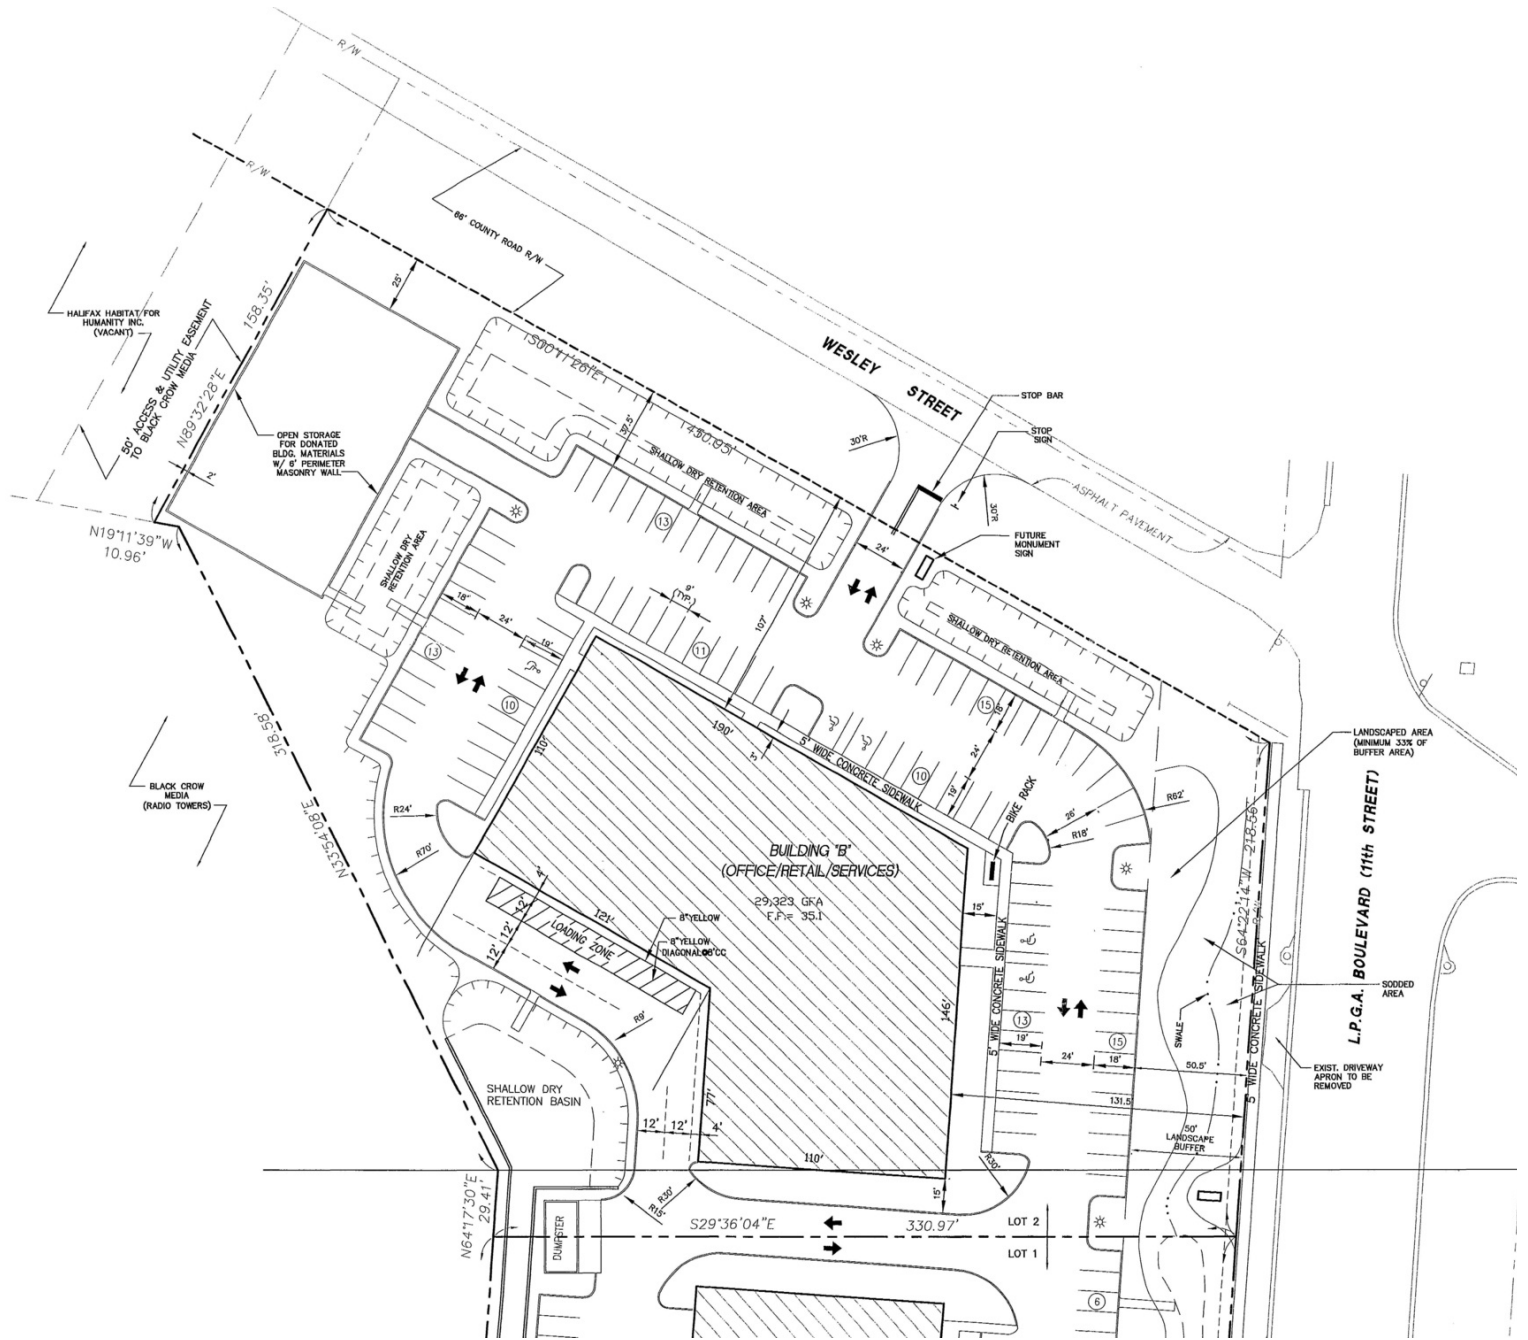 R/W
R/W
66' COUNTY ROAD R/W
25'
158.35'
HALIFAX HABITAT FOR
HUMANITY INC.
(VACANT)
50' ACCESS & UTILITY EASEMENT
TO BLACK CROW MEDIA
N89°32'28"E
S00°11'26"E
450.95'
WESLEY STREET
STOP BAR
STOP
SIGN
30'R
30'R
ASPHALT PAVEMENT
37.5'
SHALLOW DRY RETENTION AREA
OPEN STORAGE
FOR DONATED
BLDG. MATERIALS
W/ 6' PERIMETER
MASONRY WALL
2'
N19°11'39"W
10.96'
SHALLOW DRY
RETENTION AREA
13
24'
FUTURE
MONUMENT
SIGN
9'
(TYP.)
107'
18'
24'
19'
13
11
10
SHALLOW DRY RETENTION AREA
15
18'
24'
19'
10
LANDSCAPED AREA
(MINIMUM 33% OF
BUFFER AREA)
190'
110'
5' WIDE CONCRETE SIDEWALK
BIKE RACK
318.58'
N33°54'08"E
BLACK CROW
MEDIA
(RADIO TOWERS)
R24'
R70'
26'
R62'
R18'
BUILDING "B"
(OFFICE/RETAIL/SERVICES)
29,323 GFA
F.F.= 35.1
L.P.G.A. BOULEVARD (11th STREET)
S64°22'14"W 218.56'
4'
12'
12'
12'
121'
LOADING ZONE
8" YELLOW
8" YELLOW
15'
5' WIDE CONCRETE SIDEWALK
5' WIDE CONCRETE SIDEWALK
SODDED
AREA
SWALE
146'
13
15
19'
24'
18'
50.5'
131.5'
R9'
EXIST. DRIVEWAY
APRON TO BE
REMOVED
SHALLOW DRY
RETENTION BASIN
77'
12'
12'
4'
50'
LANDSCAPE
BUFFER
110'
R30'
R15'
R30'
15'
N64°17'30"E
29.41'
S29°36'04"E
330.97'
LOT 2
LOT 1
DUMPSTER
6